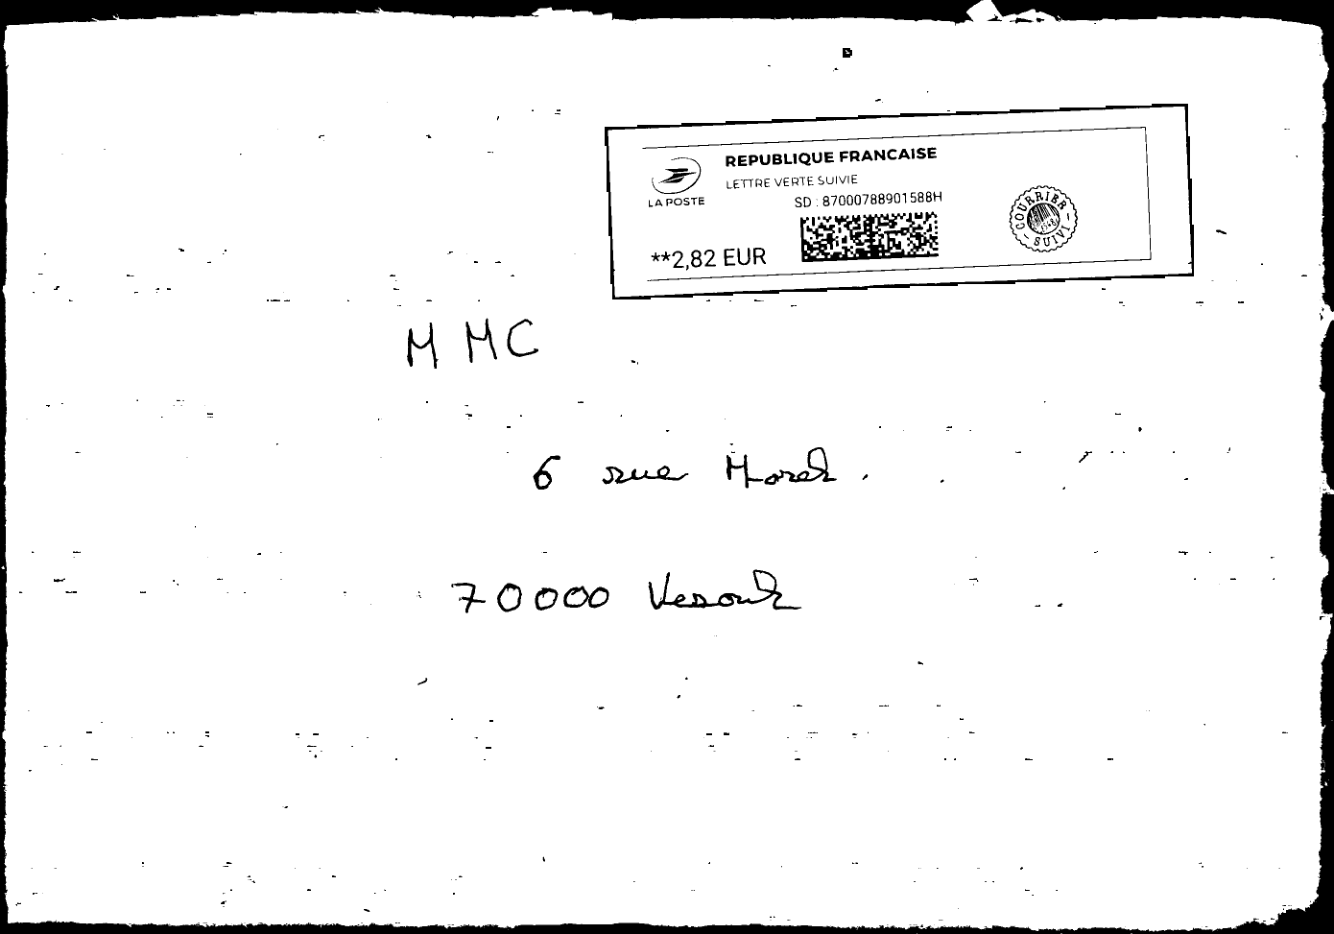 REPUBLIQUE FRANCAISE
LETTRE VERTE SUIVIE
LA POSTE
SD : 87000788901588H
**2,82 EUR
COURRIER
SUIVI
M MC
6 rue Morel
70000 Vesoul